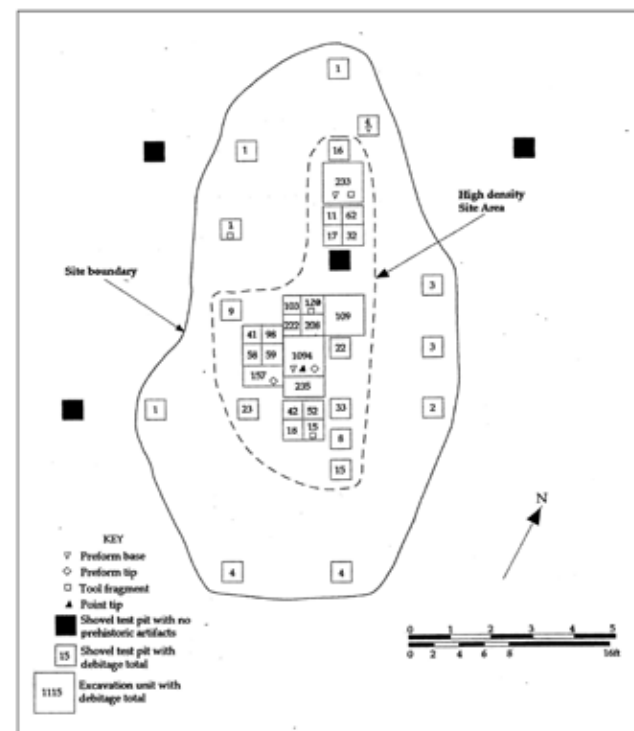 1
4
1
16
233
High density
Site Area
11 62
17 32
1
Site boundary
3
9
103 120
109
222 208
41 98
22
3
58 59
1094
157
235
1
23
42 52
33
2
16 15
8
15
N
4
4
KEY
Preform base
Preform tip
Tool fragment
Point tip
Shovel test pit with no
prehistoric artifacts
15
Shovel test pit with
debitage total
1115
Excavation unit with
debitage total
0 1 2 3 4 5
0 2 4 6 8 16ft